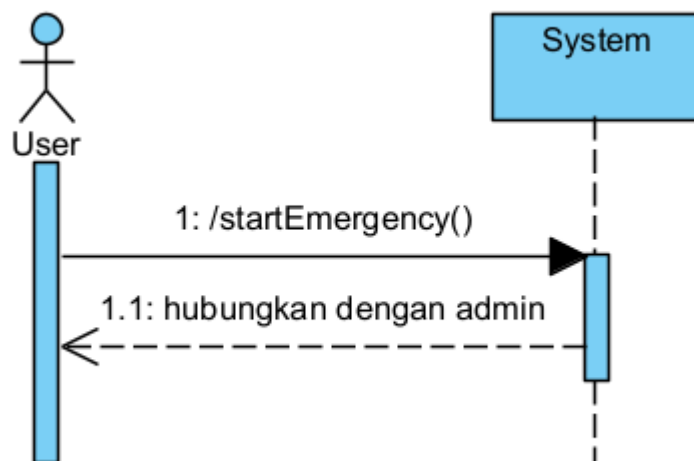 System
User
1: /startEmergency()
1.1: hubungkan dengan admin